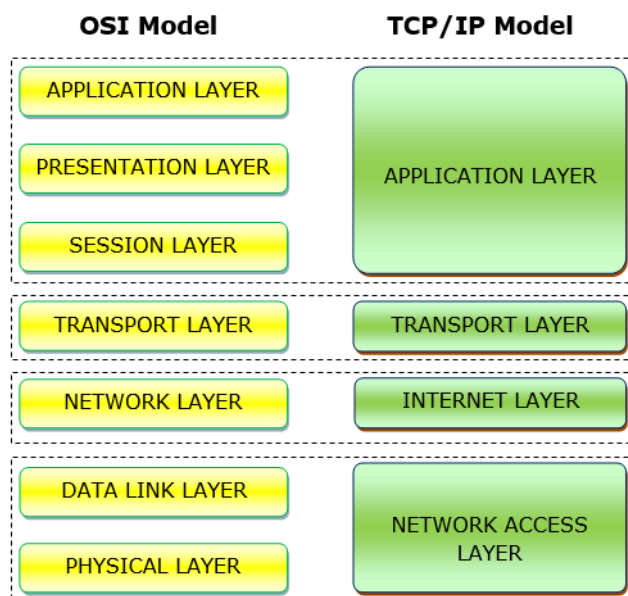 OSI Model
TCP/IP Model
APPLICATION LAYER
PRESENTATION LAYER
SESSION LAYER
APPLICATION LAYER
TRANSPORT LAYER
TRANSPORT LAYER
NETWORK LAYER
INTERNET LAYER
DATA LINK LAYER
PHYSICAL LAYER
NETWORK ACCESS
LAYER